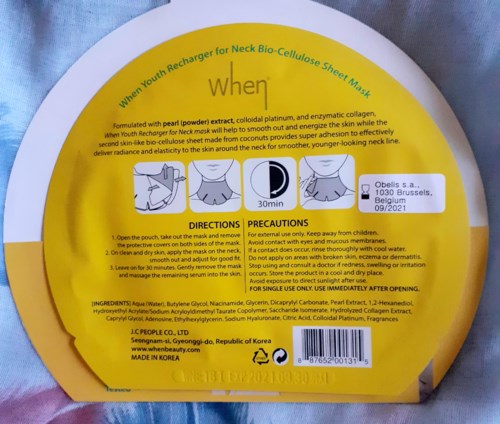 When Youth Recharger for Neck Bio-Cellulose Sheet Mask
when
Formulated with pearl (powder) extract, colloidal platinum, and enzymatic collagen,
When Youth Recharger for Neck mask will help to smooth out and energize the skin while the
second skin-like bio-cellulose sheet made from coconuts provides super adhesion to effectively
deliver radiance and elasticity to the skin around the neck for smoother, younger-looking neck line.
30min
Obelis s.a.,
1030 Brussels,
Belgium
09/2021
DIRECTIONS
1. Open the pouch, take out the mask and remove
the protective covers on both sides of the mask.
2. On clean and dry skin, apply the mask on the neck,
smooth out and adjust for good fit.
3. Leave on for 30 minutes. Gently remove the mask
and massage the remaining serum into the skin.
PRECAUTIONS
For external use only. Keep away from children.
Avoid contact with eyes and mucous membranes.
If a contact does occur, rinse thoroughly with cool water.
Do not apply on areas with broken skin, eczema or dermatitis.
Stop using and consult a doctor if redness, swelling or irritation
occurs. Store the product in a cool and dry place.
Avoid exposure to direct sunlight after use.
FOR SINGLE USE ONLY. USE IMMEDIATELY AFTER OPENING.
[INGREDIENTS] Aqua (Water), Butylene Glycol, Niacinamide, Glycerin, Dicaprylyl Carbonate, Pearl Extract, 1,2-Hexanediol,
Hydroxyethyl Acrylate/Sodium Acryloyldimethyl Taurate Copolymer, Saccharide Isomerate, Hydrolyzed Collagen Extract,
Caprylyl Glycol, Adenosine, Ethylhexylglycerin, Sodium Hyaluronate, Citric Acid, Colloidal Platinum, Fragrances
J.C PEOPLE CO., LTD
Seongnam-si, Gyeonggi-do, Republic of Korea
www.whenbeauty.com
MADE IN KOREA
8 87652 00131 5
Tested